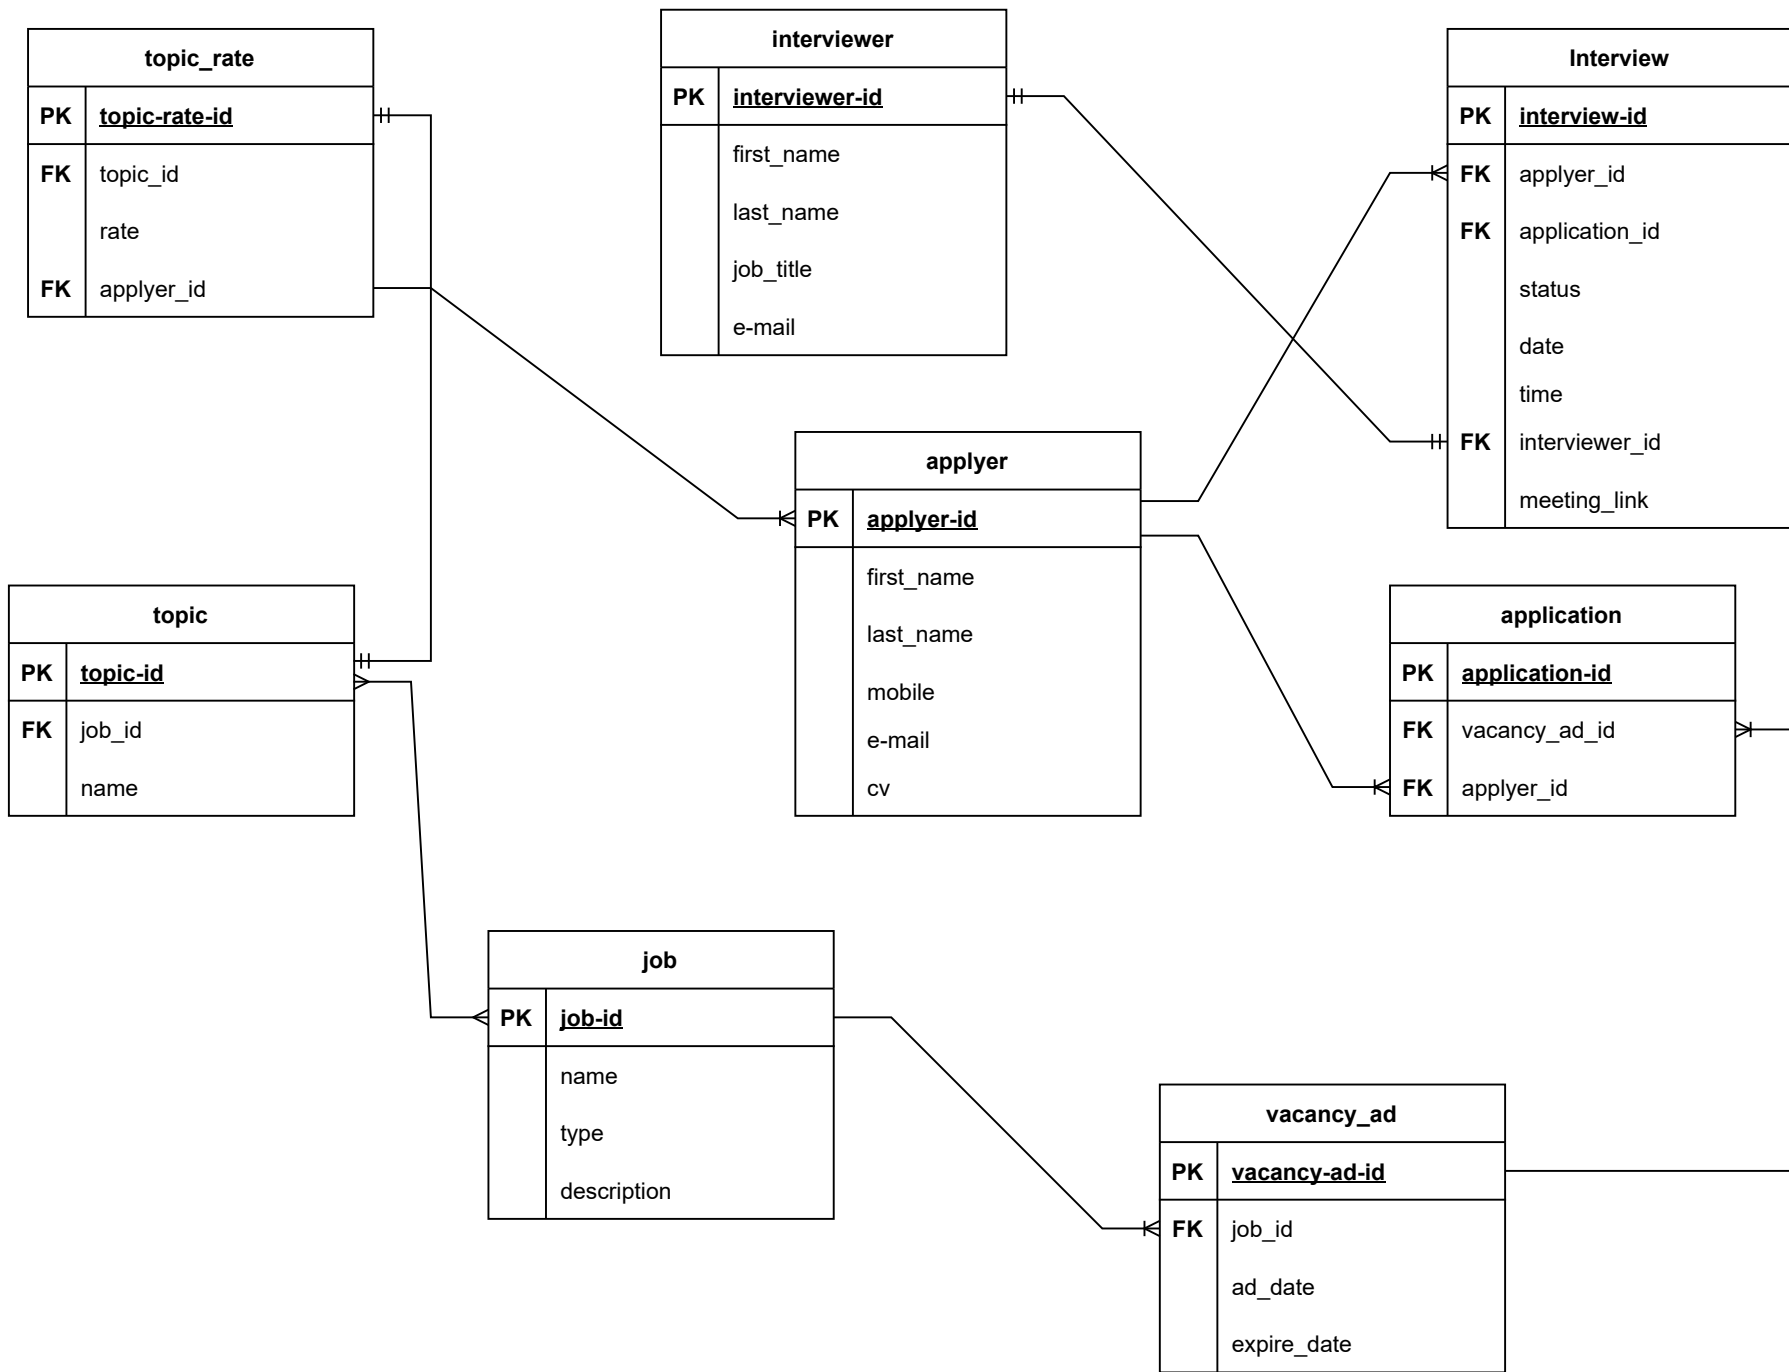 topic_rate
PK topic-rate-id
FK topic_id
rate
FK applyer_id
interviewer
PK interviewer-id
first_name
last_name
job_title
e-mail
Interview
PK interview-id
FK applyer_id
FK application_id
status
date
time
FK interviewer_id
meeting_link
applyer
PK applyer-id
first_name
last_name
mobile
e-mail
cv
topic
PK topic-id
FK job_id
name
application
PK application-id
FK vacancy_ad_id
FK applyer_id
job
PK job-id
name
type
description
vacancy_ad
PK vacancy-ad-id
FK job_id
ad_date
expire_date